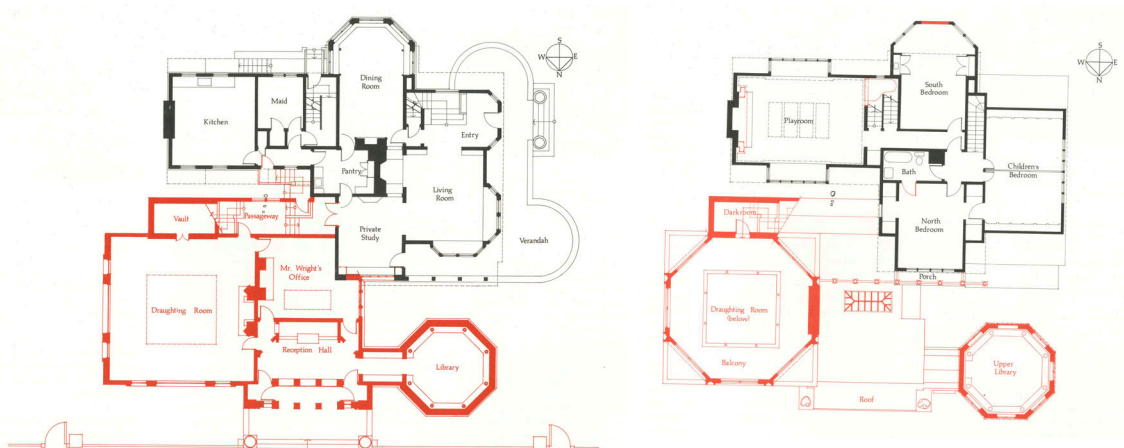 S
W E
N
Dining
Room
Maid
Kitchen
Entry
Pantry
Living
Room
Vault
Passageway
Private
Study
Verandah
Mr. Wright's
Office
Draughting Room
Reception Hall
Library
S
W E
N
South
Bedroom
Playroom
Children's
Bedroom
Bath
Darkroom
North
Bedroom
Porch
Draughting Room
(below)
Balcony
Upper
Library
Roof